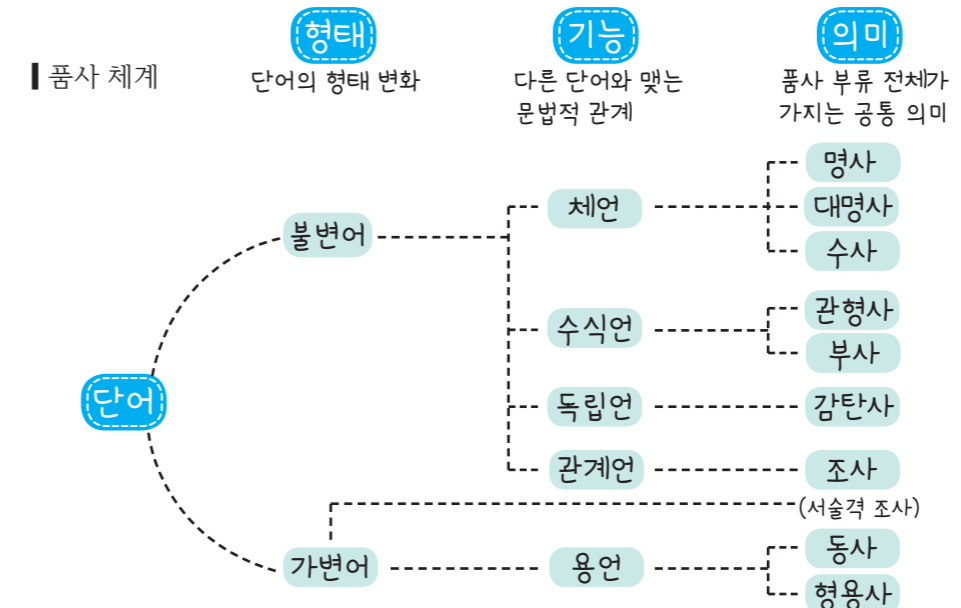 형태
기능
의미
▎품사 체계
단어의 형태 변화
다른 단어와 맺는
문법적 관계
품사 부류 전체가
가지는 공통 의미
명사
체언
대명사
불변어
수사
관형사
수식언
부사
단어
독립언
감탄사
관계언
조사
(서술격 조사)
가변어
용언
동사
형용사